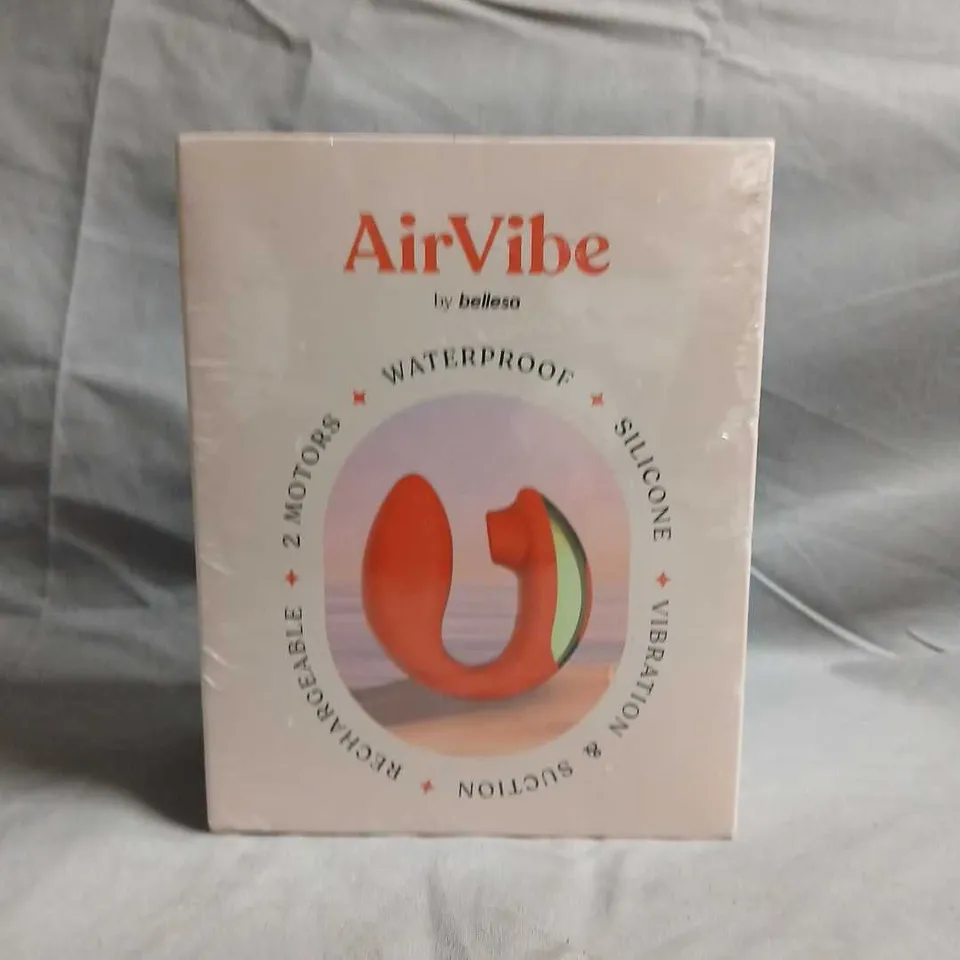 AirVibe
by bellesa
WATERPROOF
SILICONE
VIBRATION & SUCTION
RECHARGEABLE
2 MOTORS